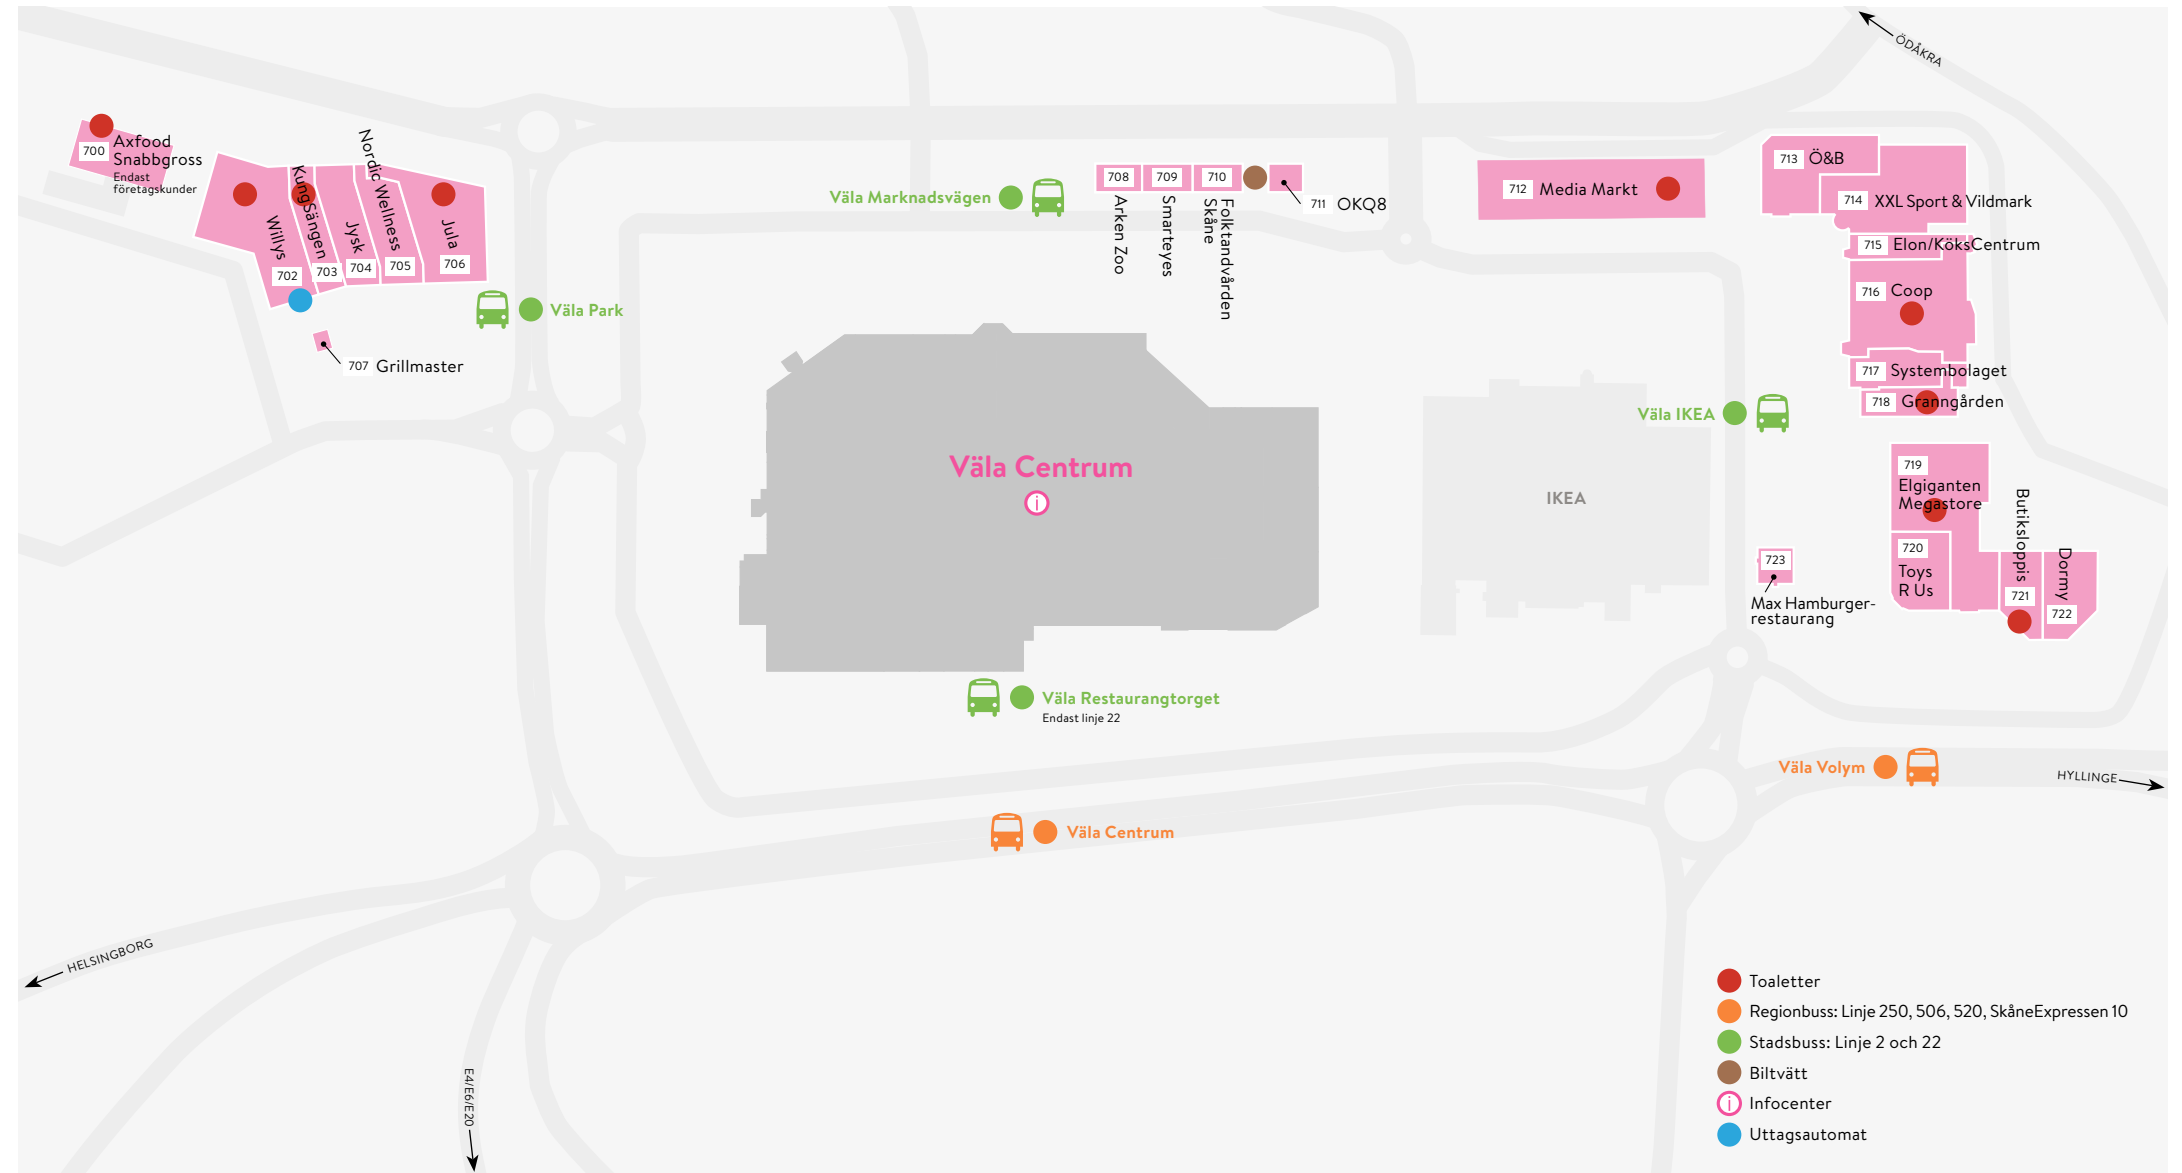 ÖDÅKRA
700
Axfood
Snabbgross
Endast
företagskunder
Willys
702
KungSängen
703
Jysk
704
Nordic Wellness
705
Jula
706
707 Grillmaster
Väla Park
Väla Marknadsvägen
708
Arken Zoo
709
Smarteyes
710
Folktandvården
Skåne
711 OKQ8
712 Media Markt
713 Ö&B
714 XXL Sport & Vildmark
715 Elon/KöksCentrum
716 Coop
717 Systembolaget
718 Granngården
Väla IKEA
Väla Centrum
i
IKEA
719
Elgiganten
Megastore
720
Toys
R Us
Butiksloppis
721
Dormy
722
723
Max Hamburger-
restaurang
Väla Restaurangtorget
Endast linje 22
Väla Volym
HYLLINGE
Väla Centrum
HELSINGBORG
E4/E6/E20
Toaletter
Regionbuss: Linje 250, 506, 520, SkåneExpressen 10
Stadsbuss: Linje 2 och 22
Biltvätt
i Infocenter
Uttagsautomat